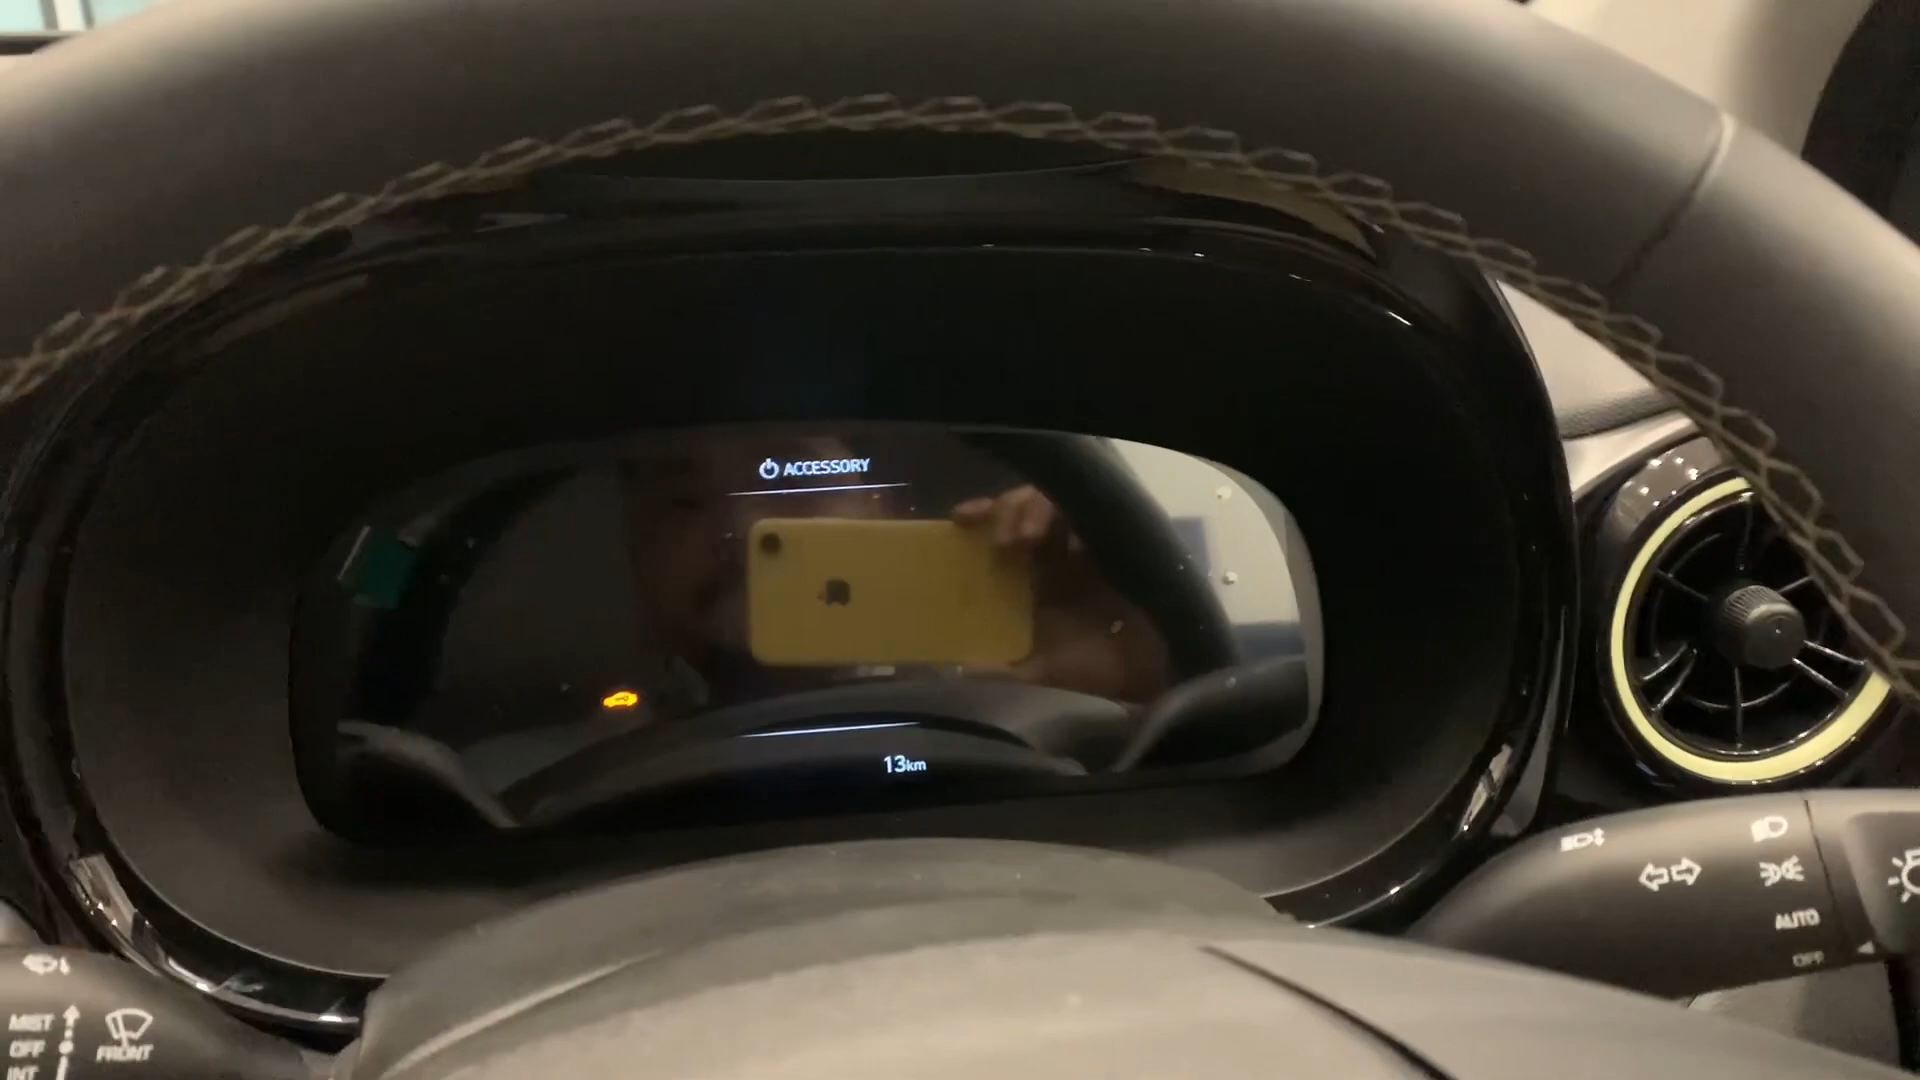 ACCESSORY
13km
AUTO
OFF
MIST
OFF
INT
FRONT